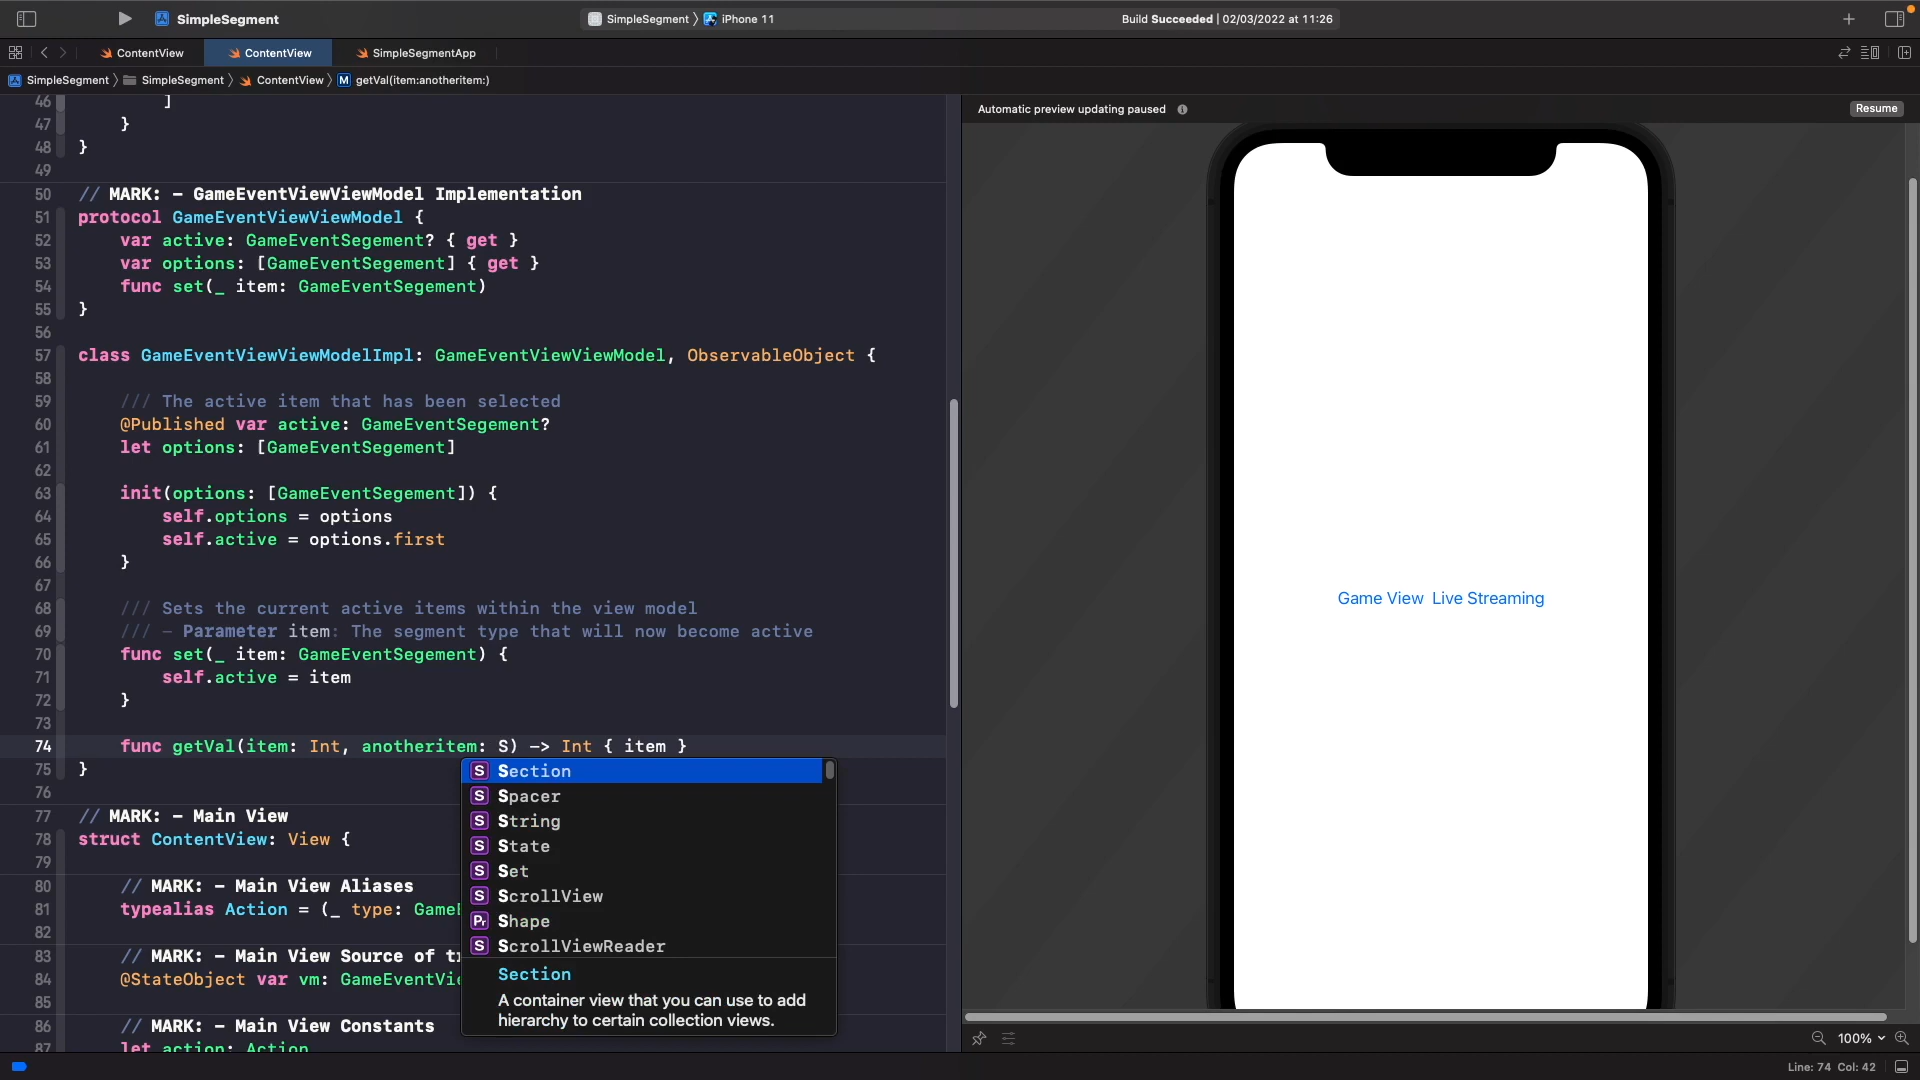 SimpleSegment
SimpleSegment 〉 iPhone 11
Build Succeeded | 02/03/2022 at 11:26
ContentView
ContentView
SimpleSegmentApp
SimpleSegment 〉 SimpleSegment 〉 ContentView 〉 M getVal(item:anotheritem:)
Automatic preview updating paused
Resume
46 ]
47 }
48 }
49
50 // MARK: - GameEventViewViewModel Implementation
51 protocol GameEventViewViewModel {
52 var active: GameEventSegement? { get }
53 var options: [GameEventSegement] { get }
54 func set(_ item: GameEventSegement)
55 }
56
57 class GameEventViewViewModelImpl: GameEventViewViewModel, ObservableObject {
58
59 /// The active item that has been selected
60 @Published var active: GameEventSegement?
61 let options: [GameEventSegement]
62
63 init(options: [GameEventSegement]) {
64 self.options = options
65 self.active = options.first
66 }
67
68 /// Sets the current active items within the view model
69 /// - Parameter item: The segment type that will now become active
70 func set(_ item: GameEventSegement) {
71 self.active = item
72 }
73
74 func getVal(item: Int, anotheritem: S) -> Int { item }
75 }
76
77 // MARK: - Main View
78 struct ContentView: View {
79
80 // MARK: - Main View Aliases
81 typealias Action = (_ type: Game
82
83 // MARK: - Main View Source of t
84 @StateObject var vm: GameEventVie
85
86 // MARK: - Main View Constants
87 let action: Action
S Section
S Spacer
S String
S State
S Set
S ScrollView
Pr Shape
S ScrollViewReader
Section
A container view that you can use to add
hierarchy to certain collection views.
Game View Live Streaming
100%
Line: 74 Col: 42